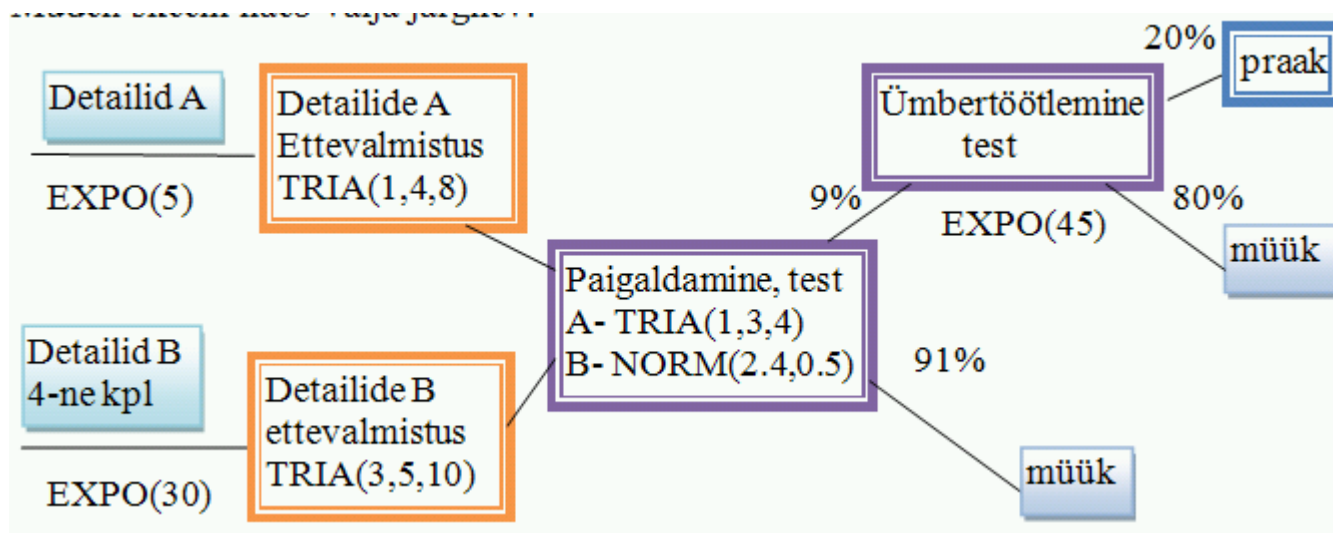 Detailid A
EXPO(5)
Detailide A
Ettevalmistus
TRIA(1,4,8)
Detailid B
4-ne kpl
EXPO(30)
Detailide B
ettevalmistus
TRIA(3,5,10)
Paigaldamine, test
A- TRIA(1,3,4)
B- NORM(2.4,0.5)
9%
91%
müük
Ümbertöötlemine
test
EXPO(45)
20%
praak
80%
müük